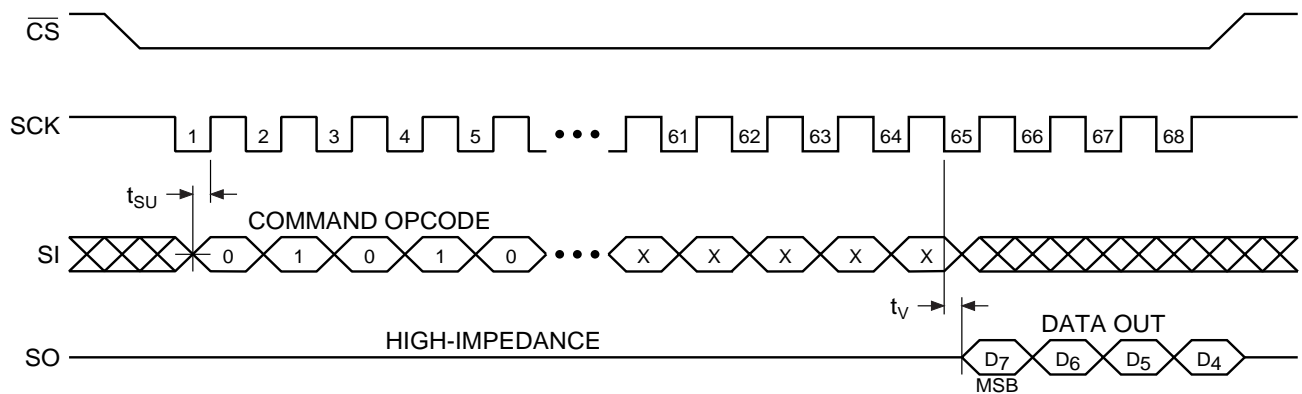 CS
SCK 1 2 3 4 5 ••• 61 62 63 64 65 66 67 68
tSU
COMMAND OPCODE
SI 0 1 0 1 0 ••• X X X X X
tV
HIGH-IMPEDANCE
DATA OUT
SO D7 D6 D5 D4
MSB